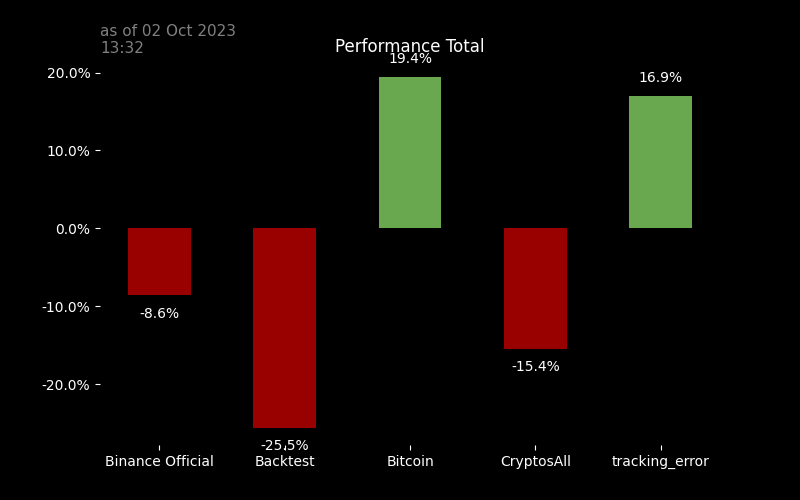 as of 02 Oct 2023
13:32
Performance Total
20.0%
10.0%
0.0%
-10.0%
-20.0%
-8.6%
-25.5%
19.4%
-15.4%
16.9%
Binance Official
Backtest
Bitcoin
CryptosAll
tracking_error